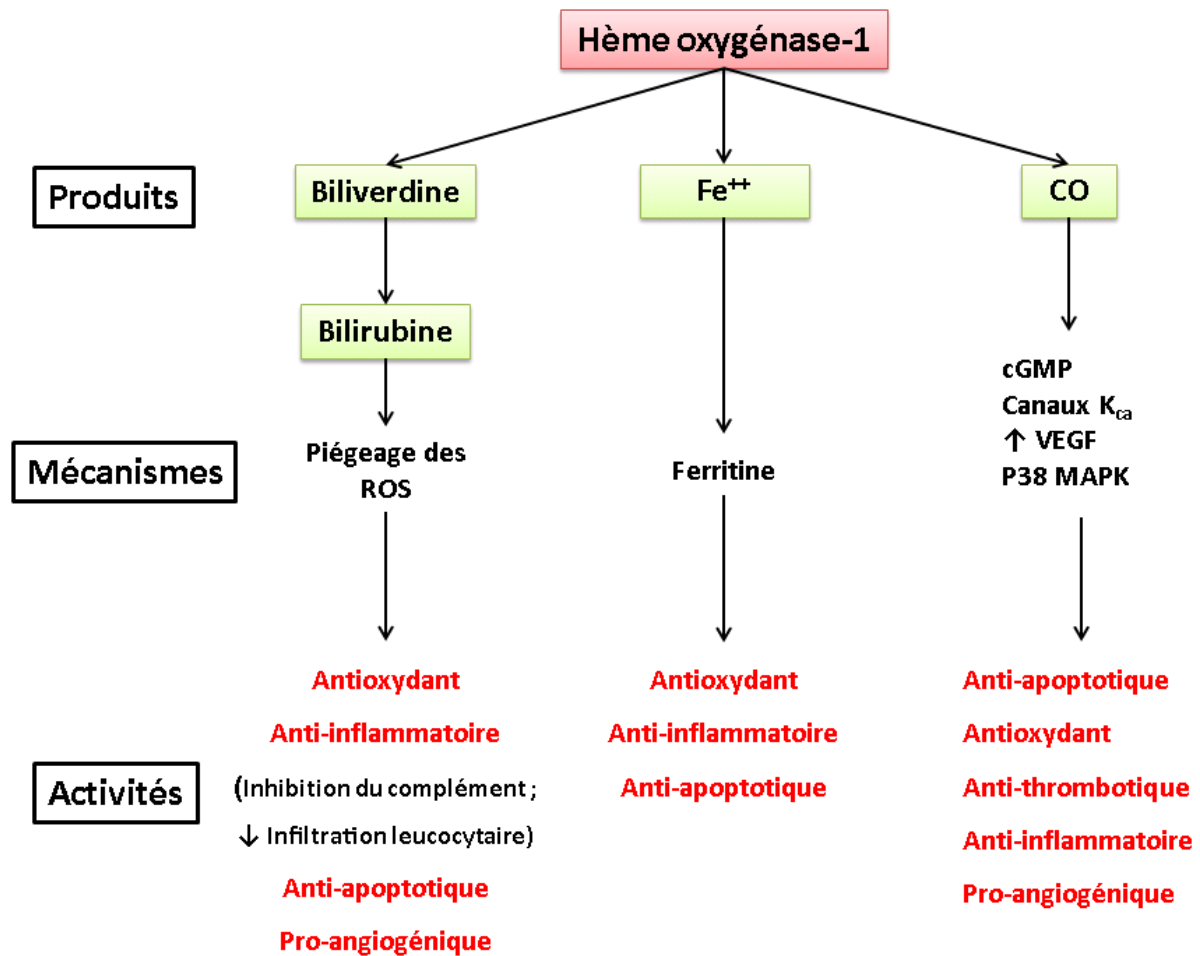 Hème oxygénase-1
Produits
Biliverdine
Fe⁺⁺
CO
Bilirubine
Mécanismes
Piégeage des
ROS
Ferritine
cGMP
Canaux Kca
↑ VEGF
P38 MAPK
Activités
Antioxydant
Anti-inflammatoire
(Inhibition du complément ;
↓ Infiltration leucocytaire)
Anti-apoptotique
Pro-angiogénique
Antioxydant
Anti-inflammatoire
Anti-apoptotique
Anti-apoptotique
Antioxydant
Anti-thrombotique
Anti-inflammatoire
Pro-angiogénique